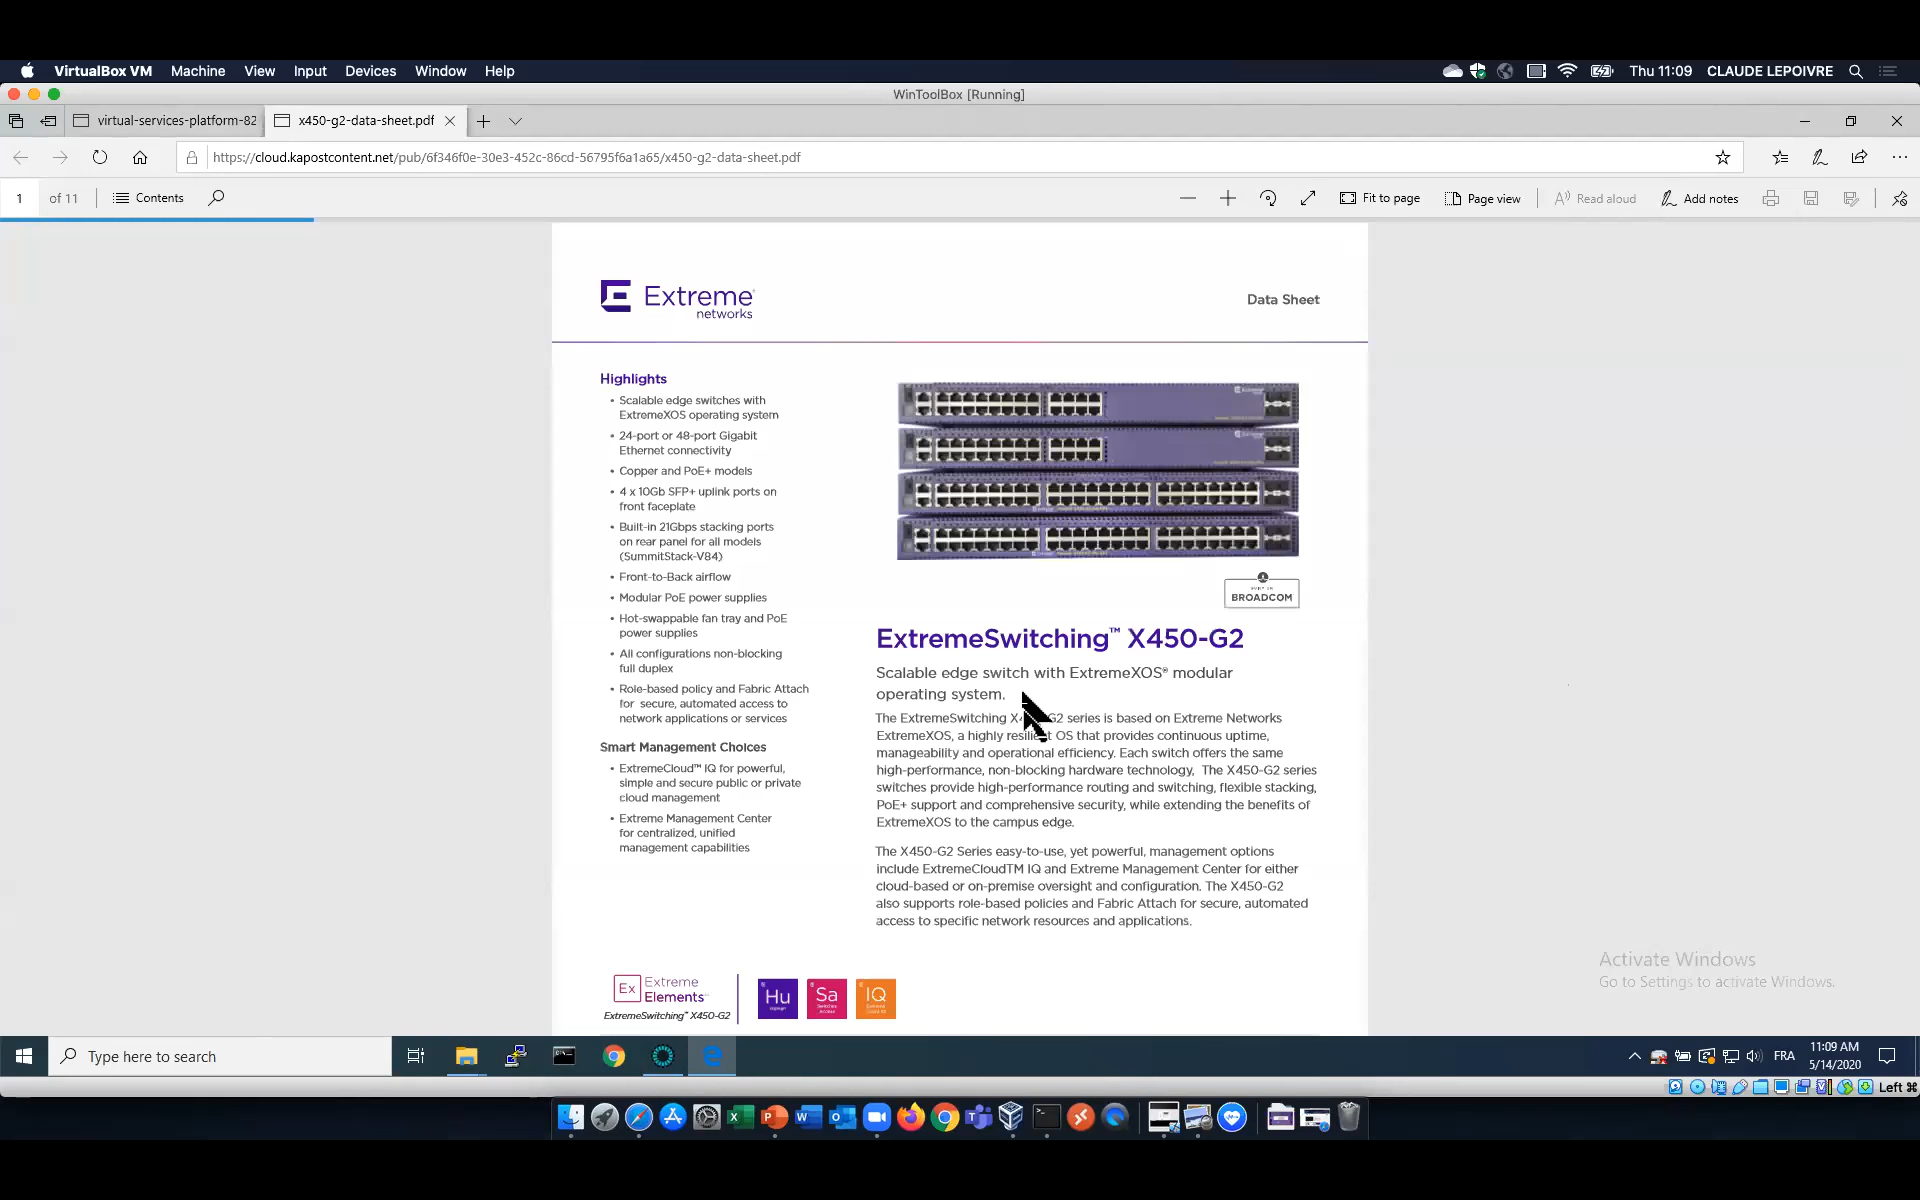 VirtualBox VM Machine View Input Devices Window Help
Thu 11:09 CLAUDE LEPOIVRE
WinToolBox [Running]
virtual-services-platform-82
x450-g2-data-sheet.pdf
https://cloud.kapostcontent.net/pub/6f346f0e-30e3-452c-86cd-56795f6a1a65/x450-g2-data-sheet.pdf
1 of 11 Contents
Fit to page Page view Read aloud Add notes
Extreme
networks
Data Sheet
Highlights
• Scalable edge switches with
ExtremeXOS operating system
• 24-port or 48-port Gigabit
Ethernet connectivity
• Copper and PoE+ models
• 4 x 10Gb SFP+ uplink ports on
front faceplate
• Built-in 21Gbps stacking ports
on rear panel for all models
(SummitStack-V84)
• Front-to-Back airflow
• Modular PoE power supplies
• Hot-swappable fan tray and PoE
power supplies
• All configurations non-blocking
full duplex
• Role-based policy and Fabric Attach
for secure, automated access to
network applications or services
Smart Management Choices
• ExtremeCloud™ IQ for powerful,
simple and secure public or private
cloud management
• Extreme Management Center
for centralized, unified
management capabilities
BROADCOM
ExtremeSwitching™ X450-G2
Scalable edge switch with ExtremeXOS® modular
operating system.
The ExtremeSwitching X450-G2 series is based on Extreme Networks
ExtremeXOS, a highly resilient OS that provides continuous uptime,
manageability and operational efficiency. Each switch offers the same
high-performance, non-blocking hardware technology, The X450-G2 series
switches provide high-performance routing and switching, flexible stacking,
PoE+ support and comprehensive security, while extending the benefits of
ExtremeXOS to the campus edge.
The X450-G2 Series easy-to-use, yet powerful, management options
include ExtremeCloudTM IQ and Extreme Management Center for either
cloud-based or on-premise oversight and configuration. The X450-G2
also supports role-based policies and Fabric Attach for secure, automated
access to specific network resources and applications.
Ex Extreme
Elements™
ExtremeSwitching™ X450-G2
Hu
Sa
IQ
Activate Windows
Go to Settings to activate Windows.
Type here to search
FRA
11:09 AM
5/14/2020
Left ⌘